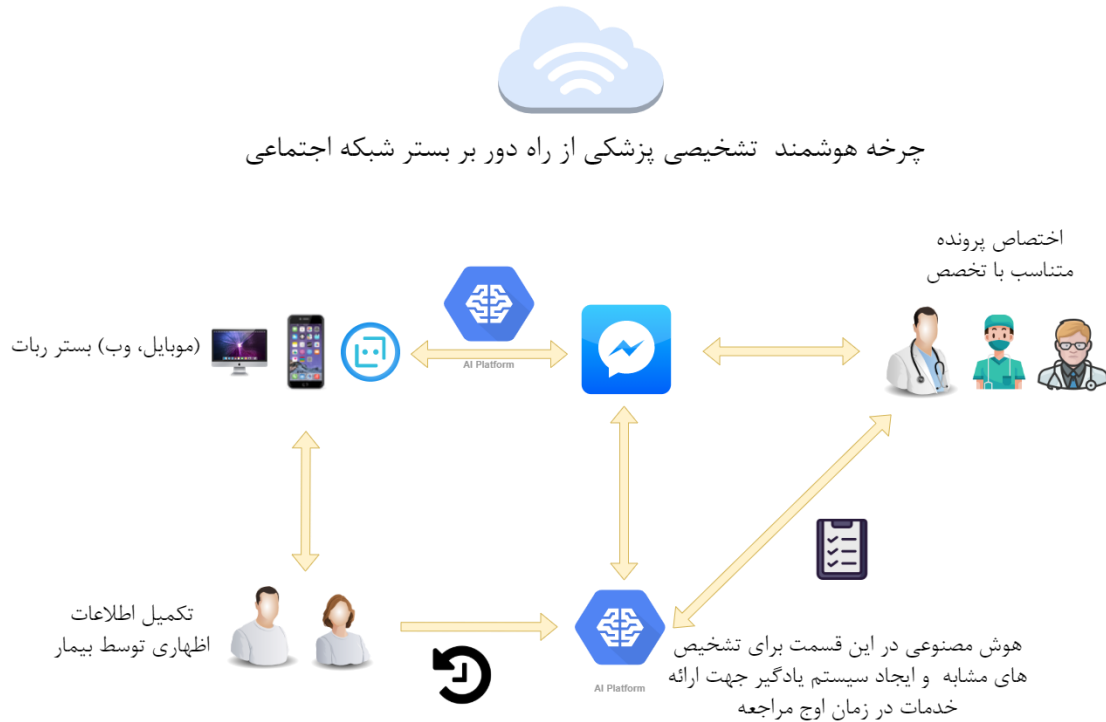 چرخه هوشمند تشخیصی پزشکی از راه دور بر بستر شبکه اجتماعی
اختصاص پرونده
متناسب با تخصص
(موبایل، وب) بستر ربات
AI Platform
تکمیل اطلاعات
اظهاری توسط بیمار
AI Platform
هوش مصنوعی در این قسمت برای تشخیص
های مشابه و ایجاد سیستم یادگیر جهت ارائه
خدمات در زمان اوج مراجعه